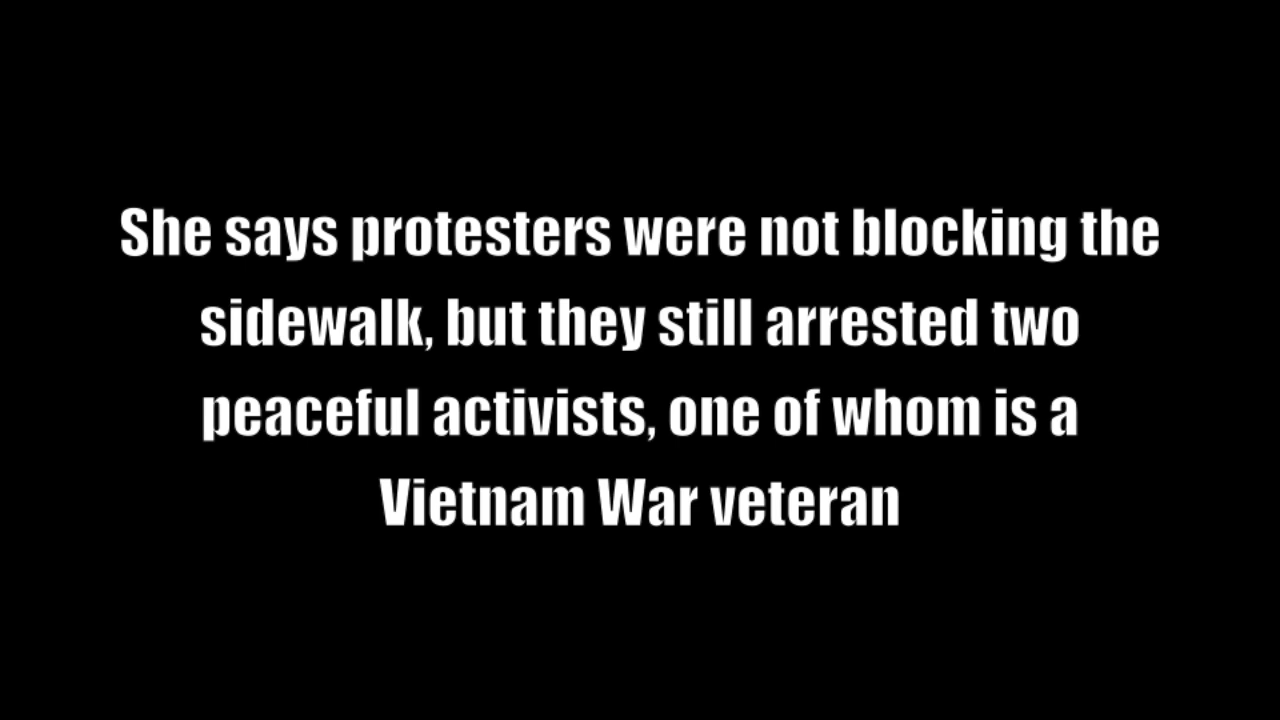 She says protesters were not blocking the
sidewalk, but they still arrested two
peaceful activists, one of whom is a
Vietnam War veteran